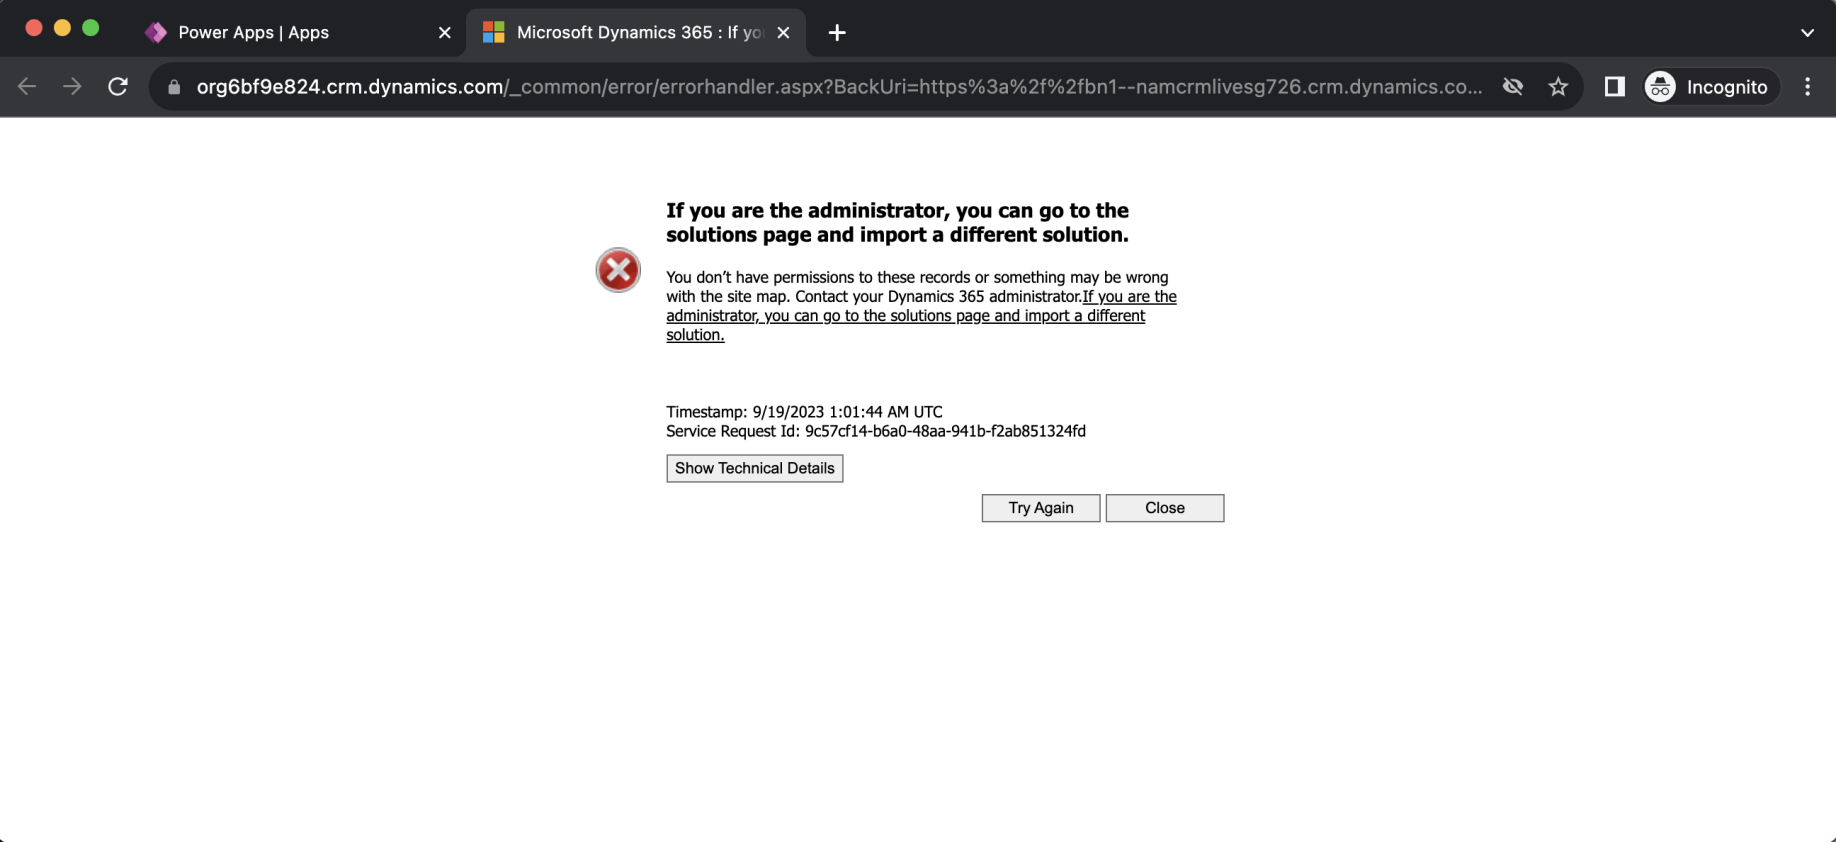 Power Apps | Apps
Microsoft Dynamics 365 : If yo
org6bf9e824.crm.dynamics.com/_common/error/errorhandler.aspx?BackUri=https%3a%2f%2fbn1--namcrmlivesg726.crm.dynamics.co...
Incognito
If you are the administrator, you can go to the
solutions page and import a different solution.
You don’t have permissions to these records or something may be wrong
with the site map. Contact your Dynamics 365 administrator.If you are the
administrator, you can go to the solutions page and import a different
solution.
Timestamp: 9/19/2023 1:01:44 AM UTC
Service Request Id: 9c57cf14-b6a0-48aa-941b-f2ab851324fd
Show Technical Details
Try Again
Close